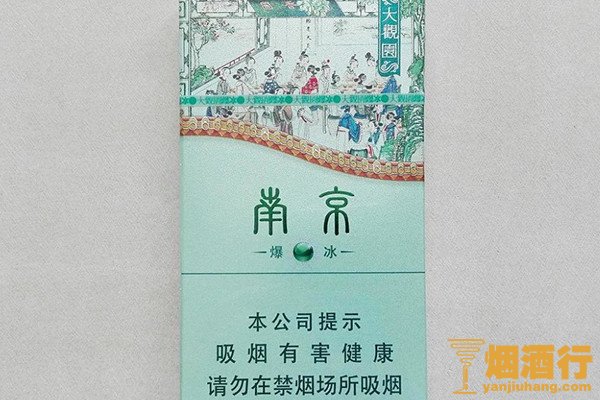 大觀園
南京
爆 冰
本公司提示
吸烟有害健康
请勿在禁烟场所吸烟
烟酒行
yanjiuhang.com